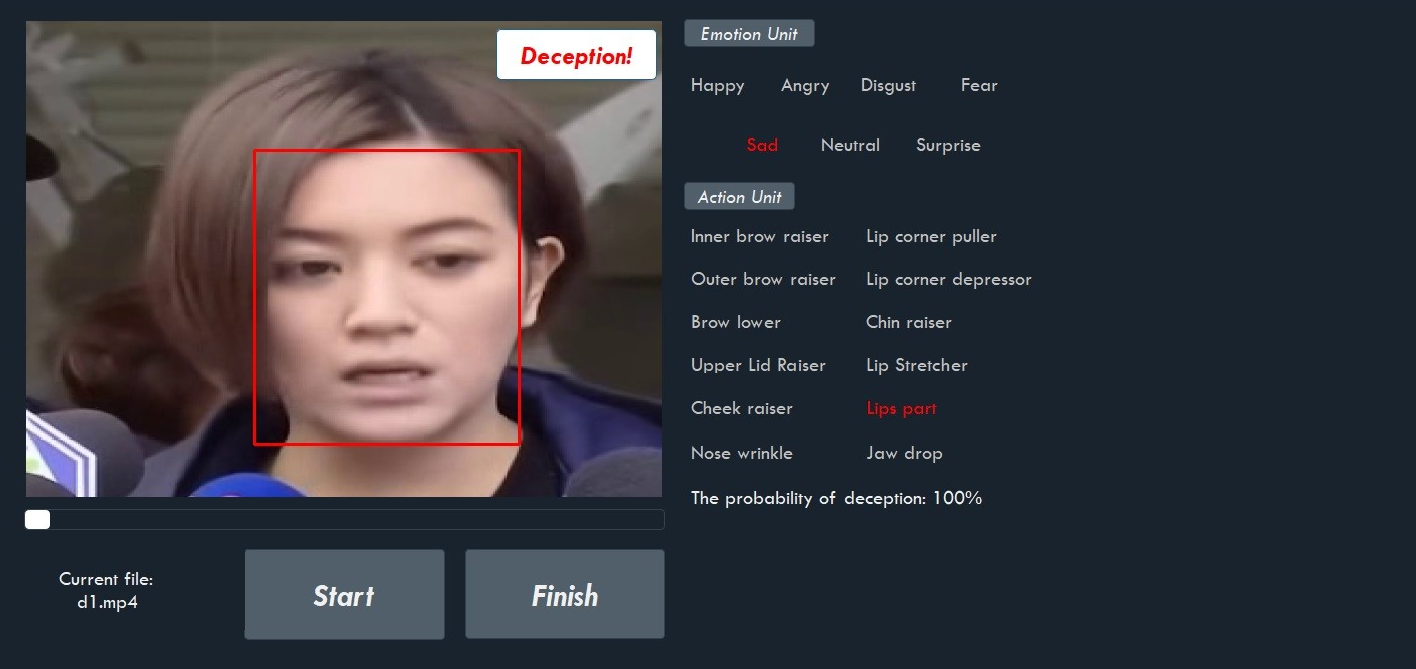 Deception!
Emotion Unit
Happy Angry Disgust Fear
Sad Neutral Surprise
Action Unit
Inner brow raiser Lip corner puller
Outer brow raiser Lip corner depressor
Brow lower Chin raiser
Upper Lid Raiser Lip Stretcher
Cheek raiser Lips part
Nose wrinkle Jaw drop
The probability of deception: 100%
Current file:
d1.mp4
Start Finish